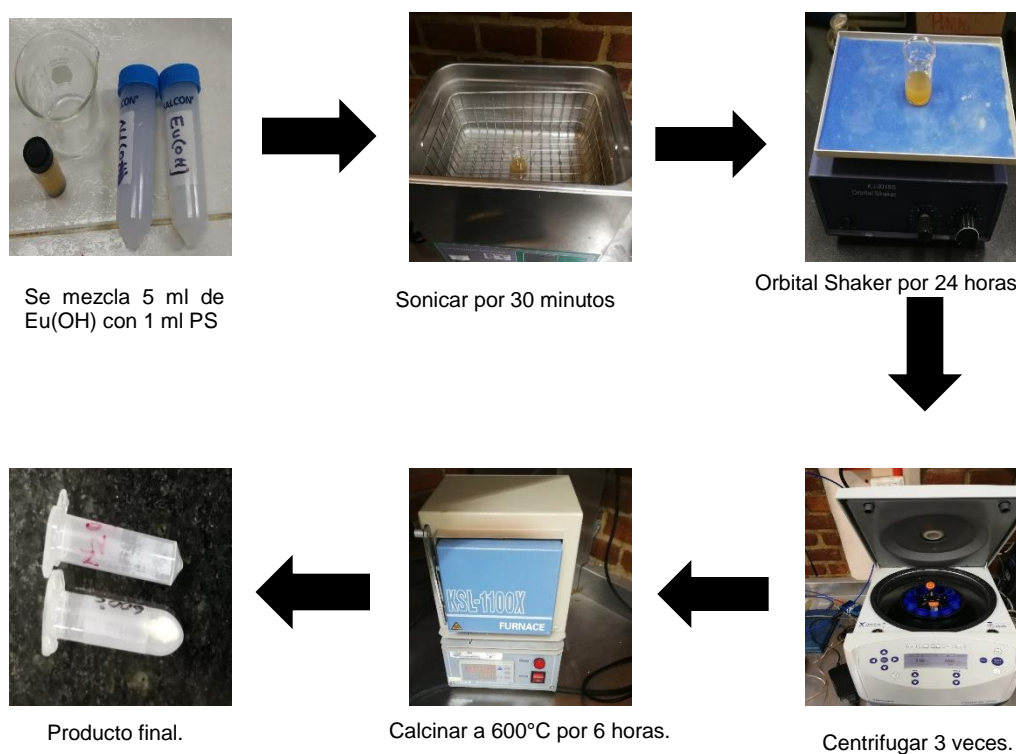 Eu(OH)
Se mezcla 5 ml de
Eu(OH) con 1 ml PS
Sonicar por 30 minutos
Orbital Shaker
Orbital Shaker por 24 horas
KSL-1100X
FURNACE
Producto final.
Calcinar a 600°C por 6 horas.
Centrifugar 3 veces.